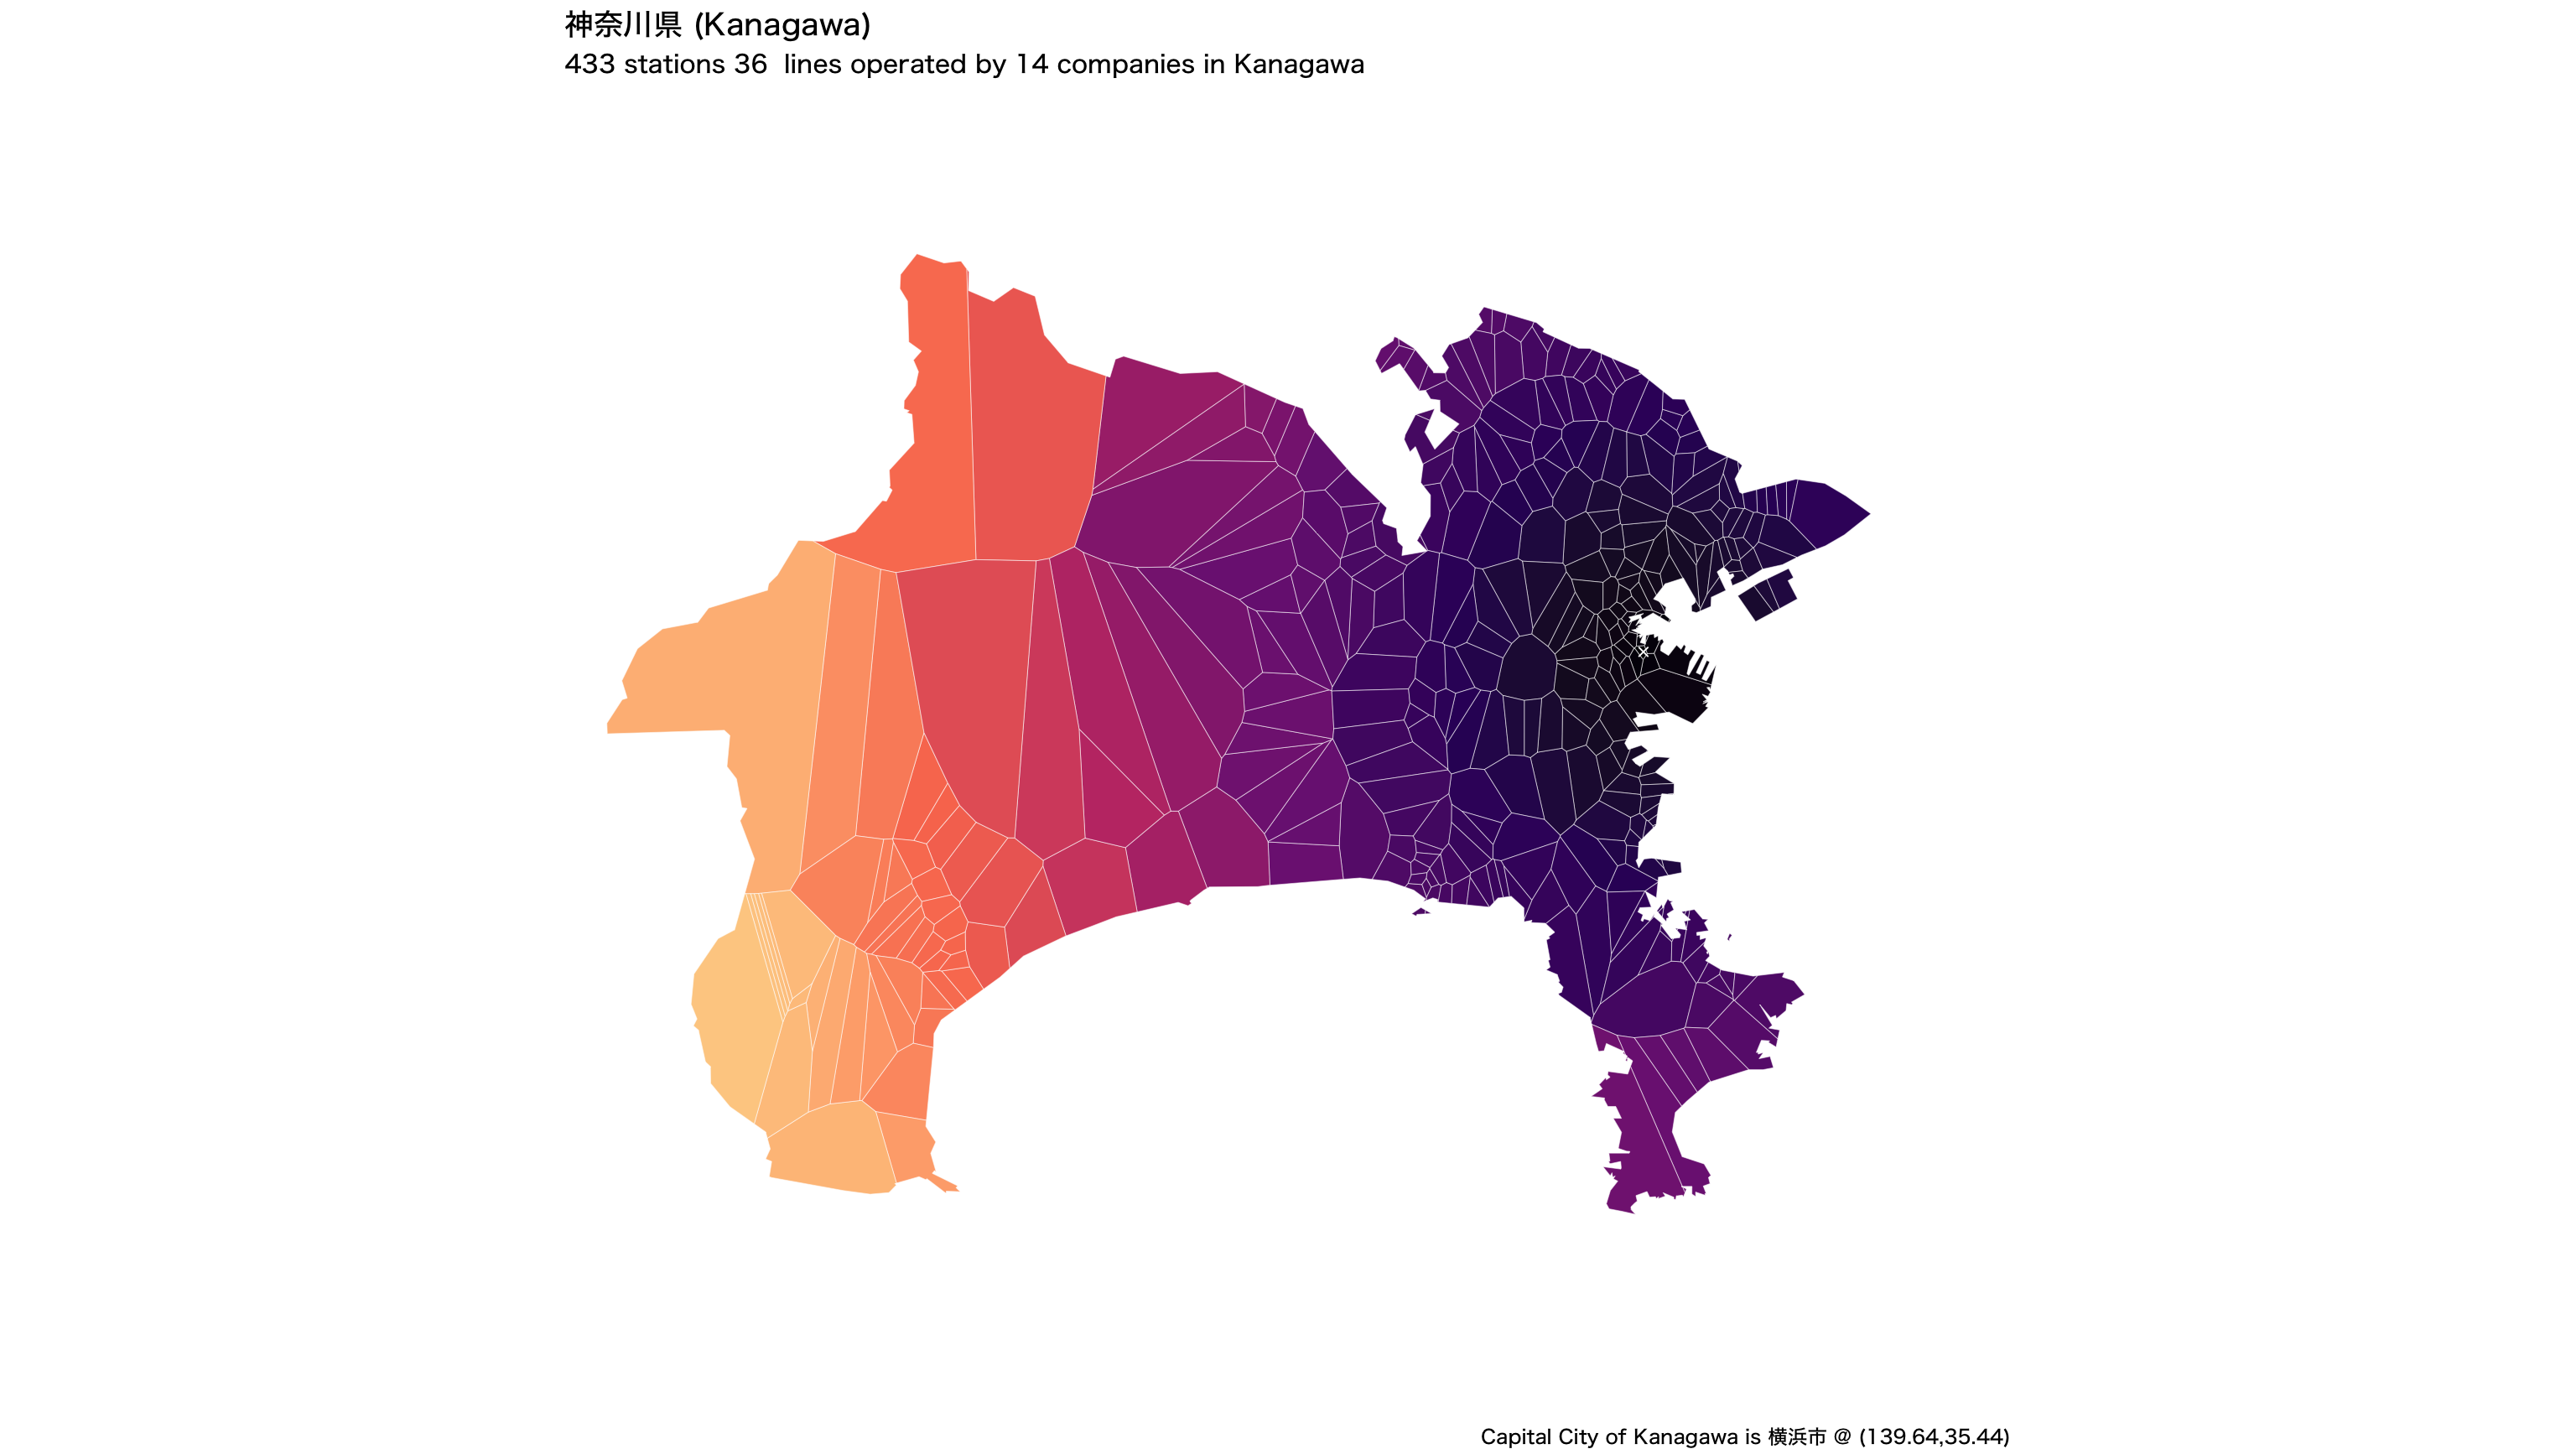 神奈川県 (Kanagawa)
433 stations 36  lines operated by 14 companies in Kanagawa
Capital City of Kanagawa is 横浜市 @ (139.64,35.44)